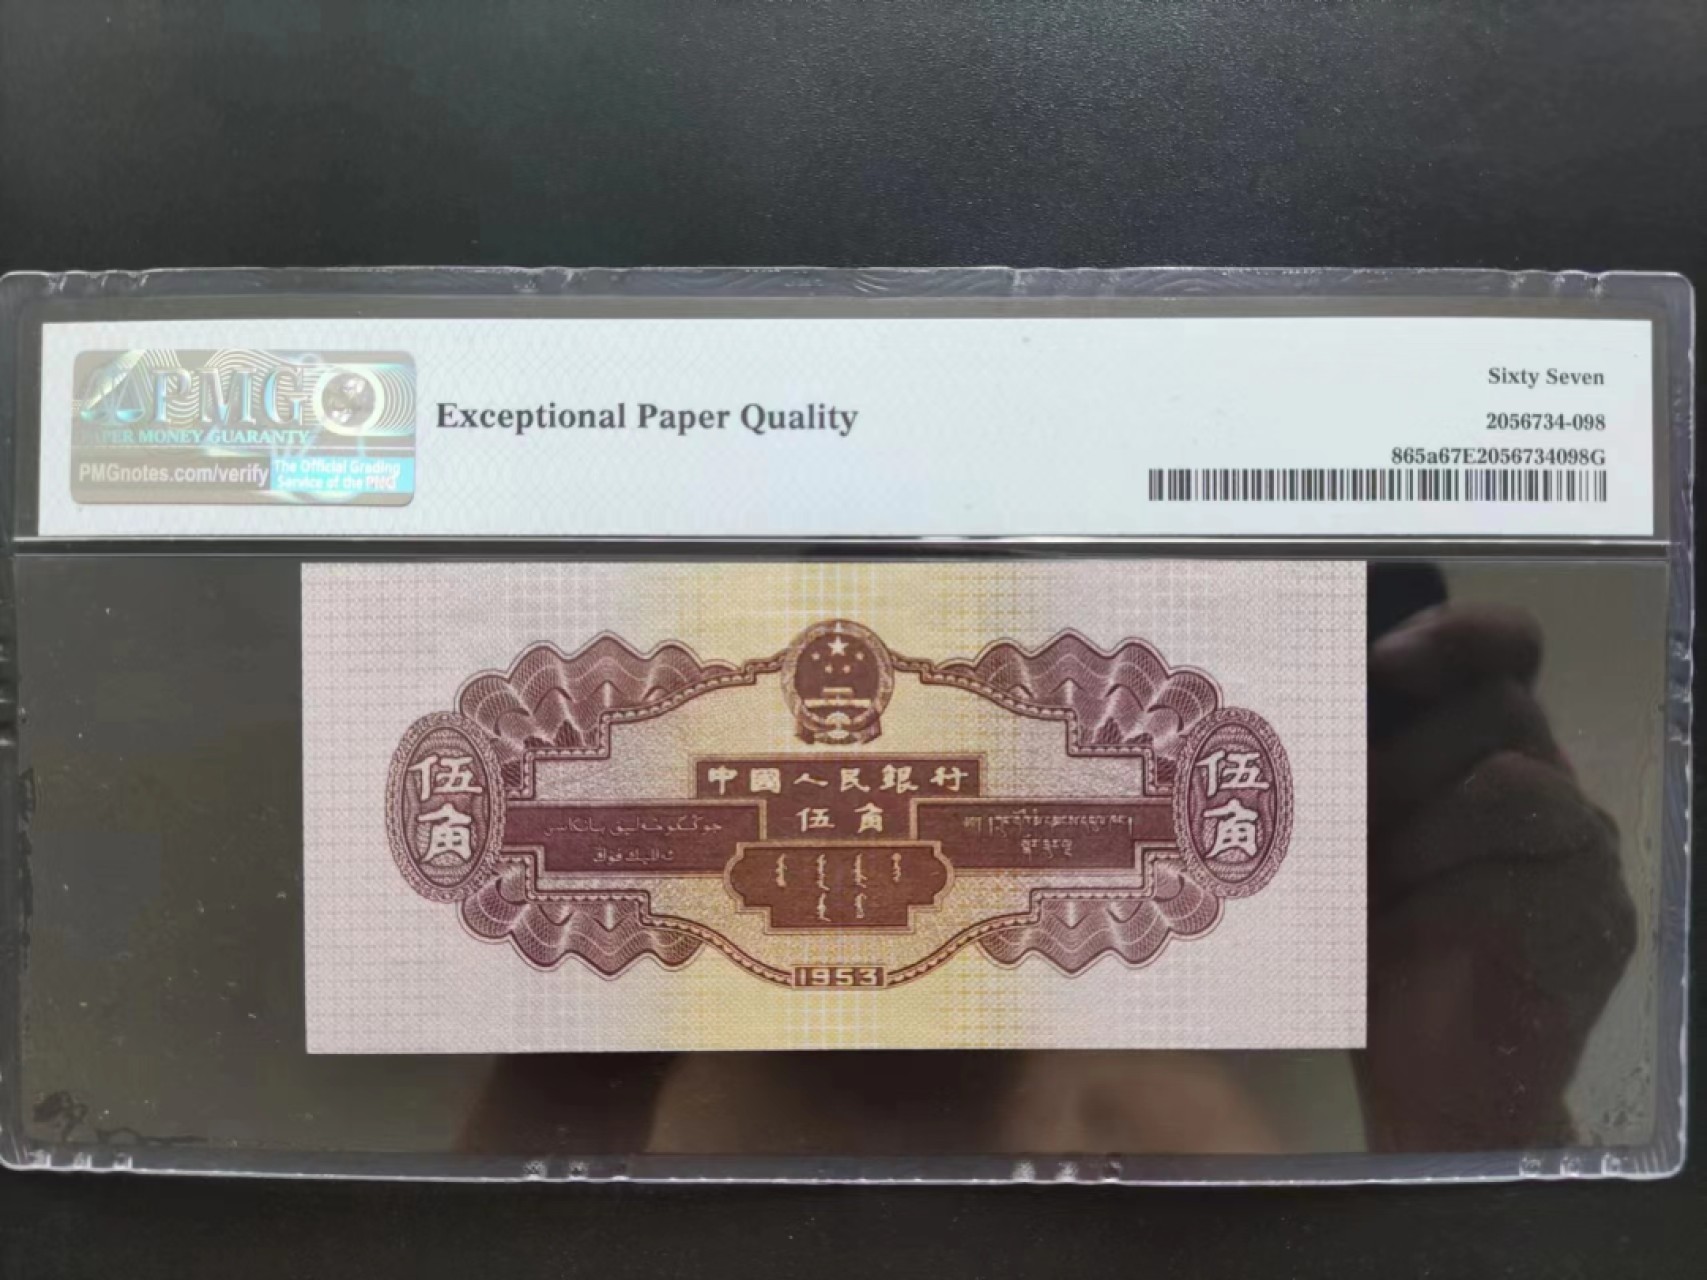 PMG
PAPER MONEY GUARANTY
PMGnotes.com/verify
The Official Grading
Service of the PMG
Exceptional Paper Quality
Sixty Seven
2056734-098
865a67E2056734098G
中國人民銀行
伍角
伍角
伍角
1953